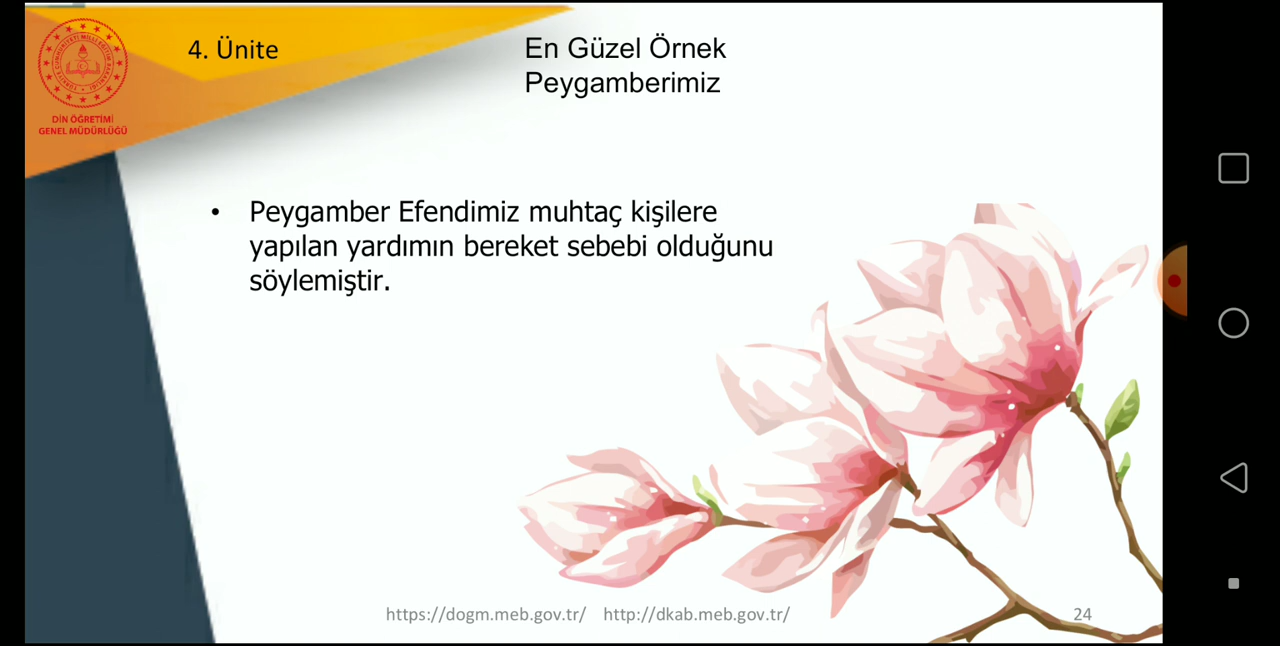 4. Ünite
En Güzel Örnek
Peygamberimiz
DİN ÖĞRETİMİ
GENEL MÜDÜRLÜĞÜ
• Peygamber Efendimiz muhtaç kişilere
yapılan yardımın bereket sebebi olduğunu
söylemiştir.
https://dogm.meb.gov.tr/ http://dkab.meb.gov.tr/
24